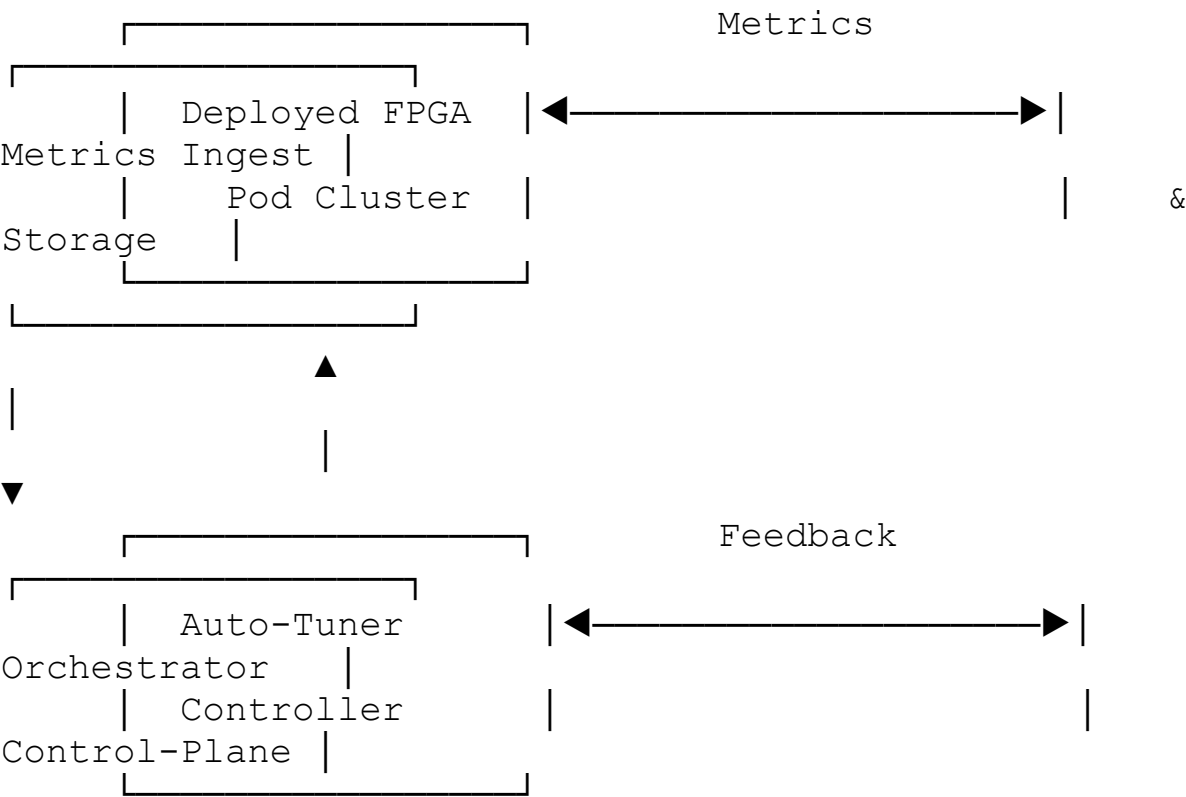 Metrics
Deployed FPGA
Metrics Ingest
Pod Cluster &
Storage
Feedback
Auto-Tuner
Orchestrator
Controller
Control-Plane